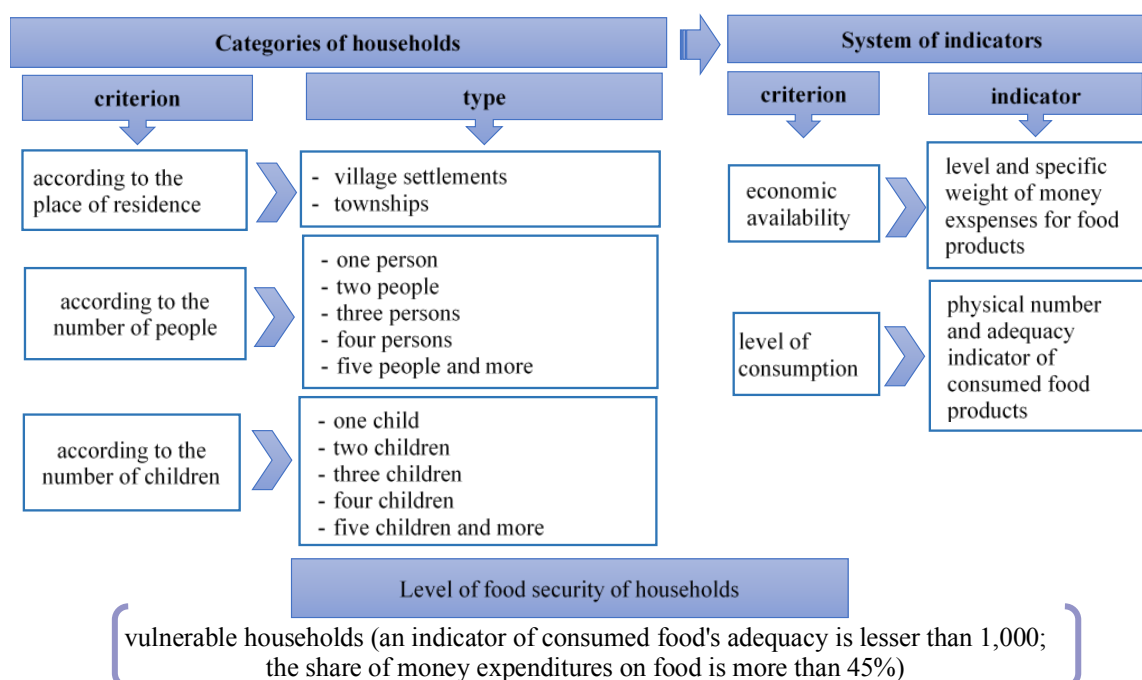 Categories of households
System of indicators
criterion
type
criterion
indicator
according to the
place of residence
- village settlements
- townships
economic
availability
level and specific
weight of money
exspenses for food
products
according to the
number of people
- one person
- two people
- three persons
- four persons
- five people and more
level of
consumption
physical number
and adequacy
indicator of
consumed food
products
according to the
number of children
- one child
- two children
- three children
- four children
- five children and more
Level of food security of households
vulnerable households (an indicator of consumed food's adequacy is lesser than 1,000;
the share of money expenditures on food is more than 45%)